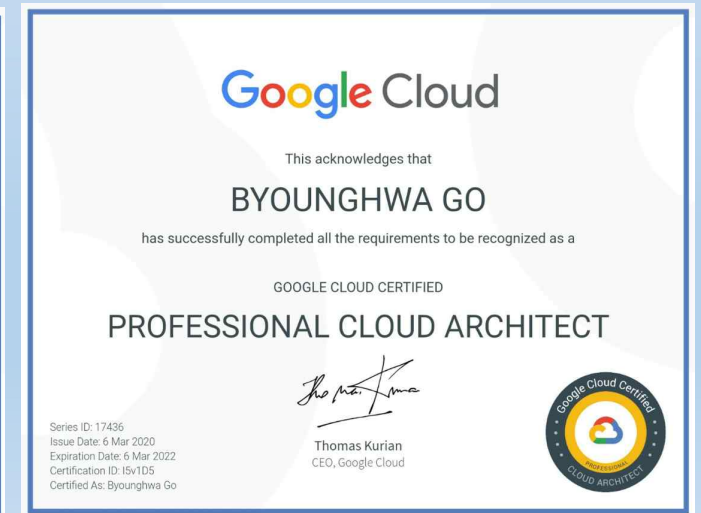 Google Cloud
This acknowledges that
BYOUNGHWA GO
has successfully completed all the requirements to be recognized as a
GOOGLE CLOUD CERTIFIED
PROFESSIONAL CLOUD ARCHITECT
Series ID: 17436
Issue Date: 6 Mar 2020
Expiration Date: 6 Mar 2022
Certification ID: I5v1D5
Certified As: Byounghwa Go
Thomas Kurian
CEO, Google Cloud
Google Cloud Certified
PROFESSIONAL
CLOUD ARCHITECT